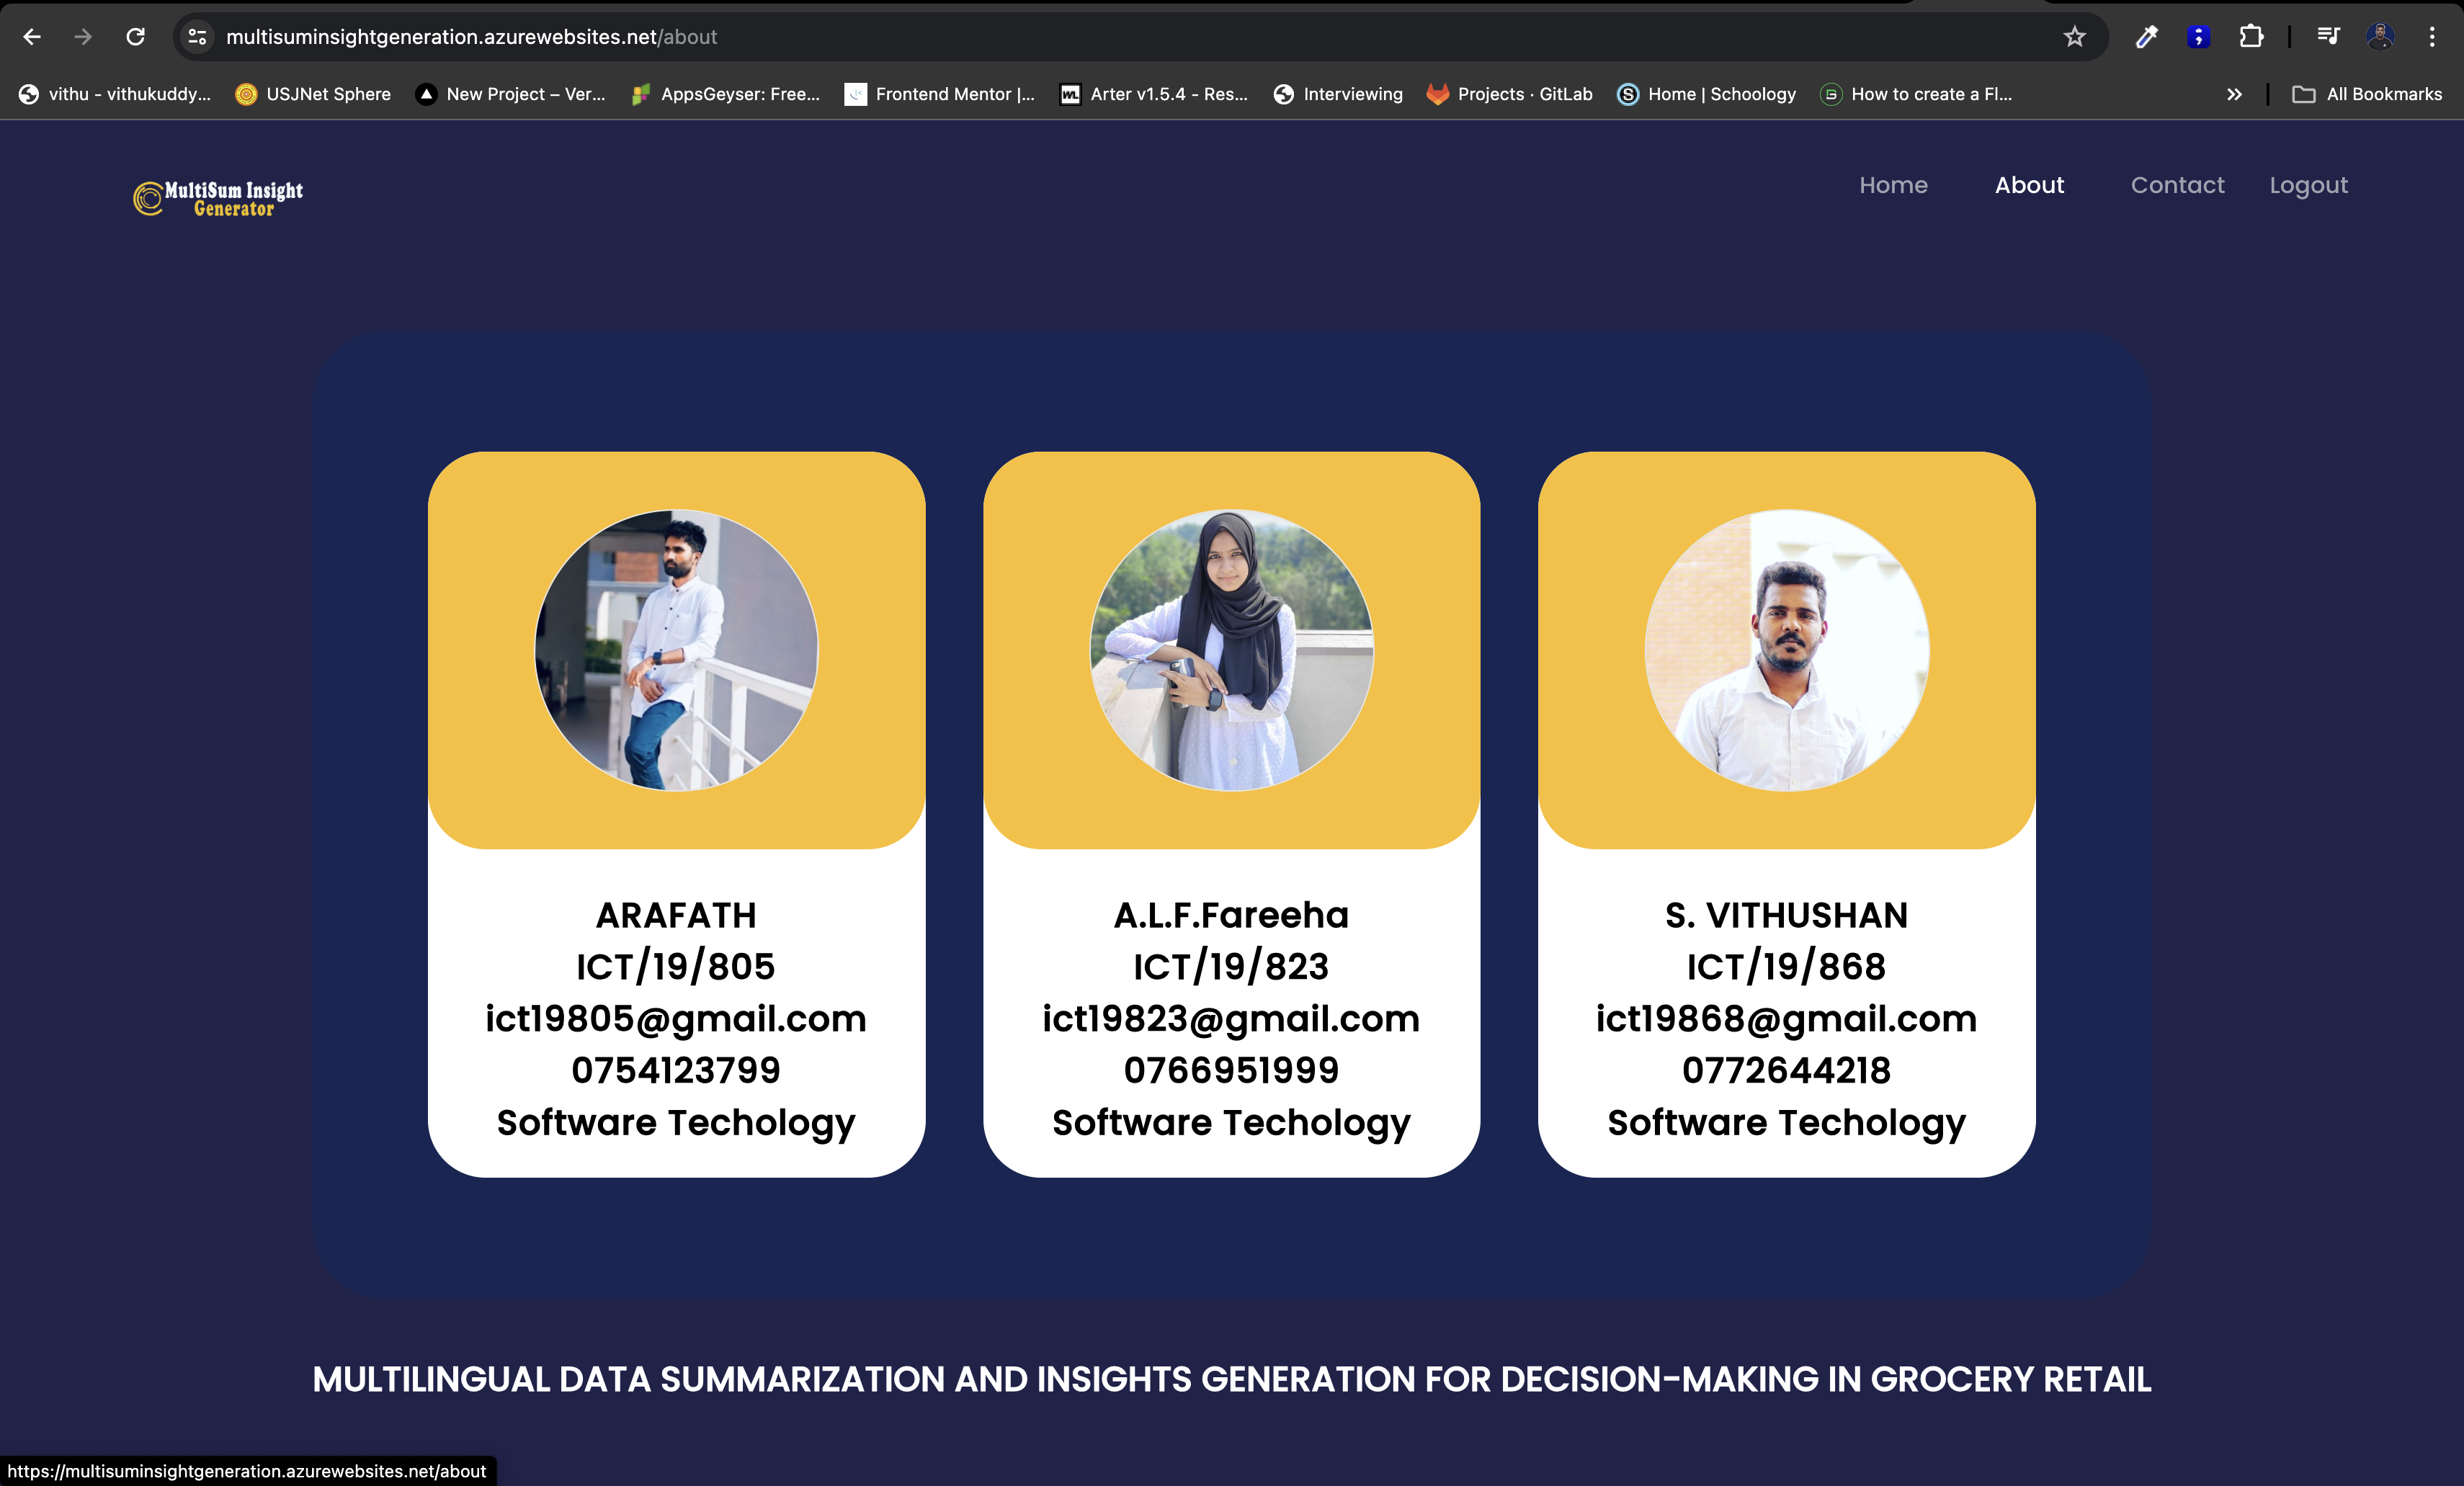 multisuminsightgeneration.azurewebsites.net/about
vithu - vithukuddy...
USJNet Sphere
New Project – Ver...
AppsGeyser: Free...
Frontend Mentor |...
WL
Arter v1.5.4 - Res...
Interviewing
Projects · GitLab
S
Home | Schoology
How to create a Fl...
All Bookmarks
MultiSum Insight
Generator
Home
About
Contact
Logout
ARAFATH
ICT/19/805
ict19805@gmail.com
0754123799
Software Techology
A.L.F.Fareeha
ICT/19/823
ict19823@gmail.com
0766951999
Software Techology
S. VITHUSHAN
ICT/19/868
ict19868@gmail.com
0772644218
Software Techology
MULTILINGUAL DATA SUMMARIZATION AND INSIGHTS GENERATION FOR DECISION-MAKING IN GROCERY RETAIL
https://multisuminsightgeneration.azurewebsites.net/about